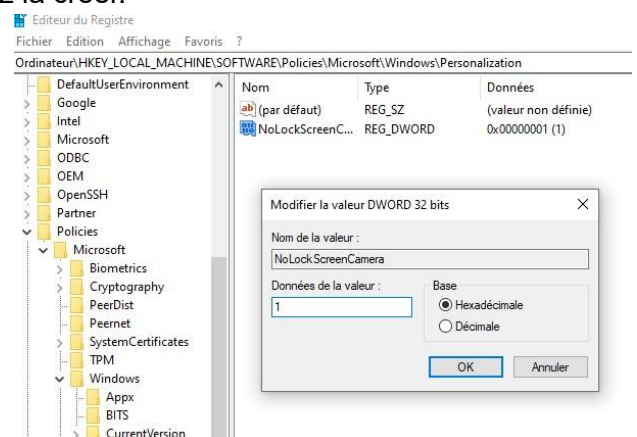 Editeur du Registre
Fichier Edition Affichage Favoris ?
Ordinateur\HKEY_LOCAL_MACHINE\SOFTWARE\Policies\Microsoft\Windows\Personalization
DefaultUserEnvironment
Google
Intel
Microsoft
ODBC
OEM
OpenSSH
Partner
Policies
Microsoft
Biometrics
Cryptography
PeerDist
Peernet
SystemCertificates
TPM
Windows
Appx
BITS
CurrentVersion
Nom Type Données
(par défaut) REG_SZ (valeur non définie)
NoLockScreenC... REG_DWORD 0x00000001 (1)
Modifier la valeur DWORD 32 bits
Nom de la valeur :
NoLockScreenCamera
Données de la valeur :
1
Base
Hexadécimale
Décimale
OK Annuler